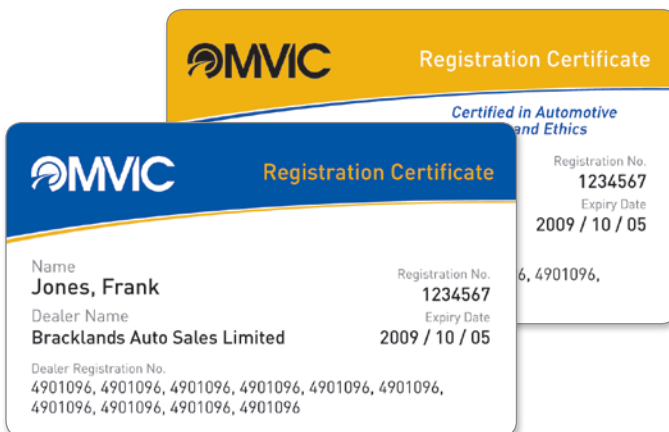 OMVIC
Registration Certificate
Certified in Automotive
and Ethics
Registration No.
1234567
Expiry Date
2009 / 10 / 05
6, 4901096,
OMVIC
Registration Certificate
Name
Jones, Frank
Registration No.
1234567
Dealer Name
Bracklands Auto Sales Limited
Expiry Date
2009 / 10 / 05
Dealer Registration No.
4901096, 4901096, 4901096, 4901096, 4901096, 4901096,
4901096, 4901096, 4901096, 4901096